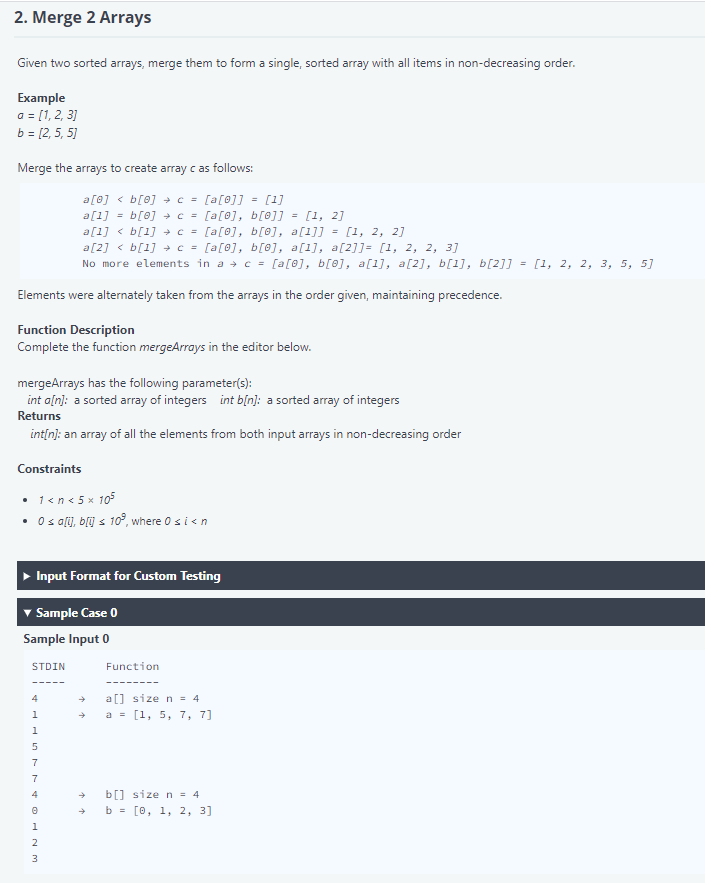 2. Merge 2 Arrays
Given two sorted arrays, merge them to form a single, sorted array with all items in non-decreasing order.
Example
a = [1, 2, 3]
b = [2, 5, 5]
Merge the arrays to create array c as follows:
a[0] < b[0] → c = [a[0]] = [1]
a[1] = b[0] → c = [a[0], b[0]] = [1, 2]
a[1] < b[1] → c = [a[0], b[0], a[1]] = [1, 2, 2]
a[2] < b[1] → c = [a[0], b[0], a[1], a[2]]= [1, 2, 2, 3]
No more elements in a → c = [a[0], b[0], a[1], a[2], b[1], b[2]] = [1, 2, 2, 3, 5, 5]
Elements were alternately taken from the arrays in the order given, maintaining precedence.
Function Description
Complete the function mergeArrays in the editor below.
mergeArrays has the following parameter(s):
int a[n]: a sorted array of integers int b[n]: a sorted array of integers
Returns
int[n]: an array of all the elements from both input arrays in non-decreasing order
Constraints
• 1 < n < 5 × 10⁵
• 0 ≤ a[i], b[i] ≤ 10⁹, where 0 ≤ i < n
▶ Input Format for Custom Testing
▼ Sample Case 0
Sample Input 0
STDIN Function
----- --------
4 → a[] size n = 4
1 → a = [1, 5, 7, 7]
1
5
7
7
4 → b[] size n = 4
0 → b = [0, 1, 2, 3]
1
2
3